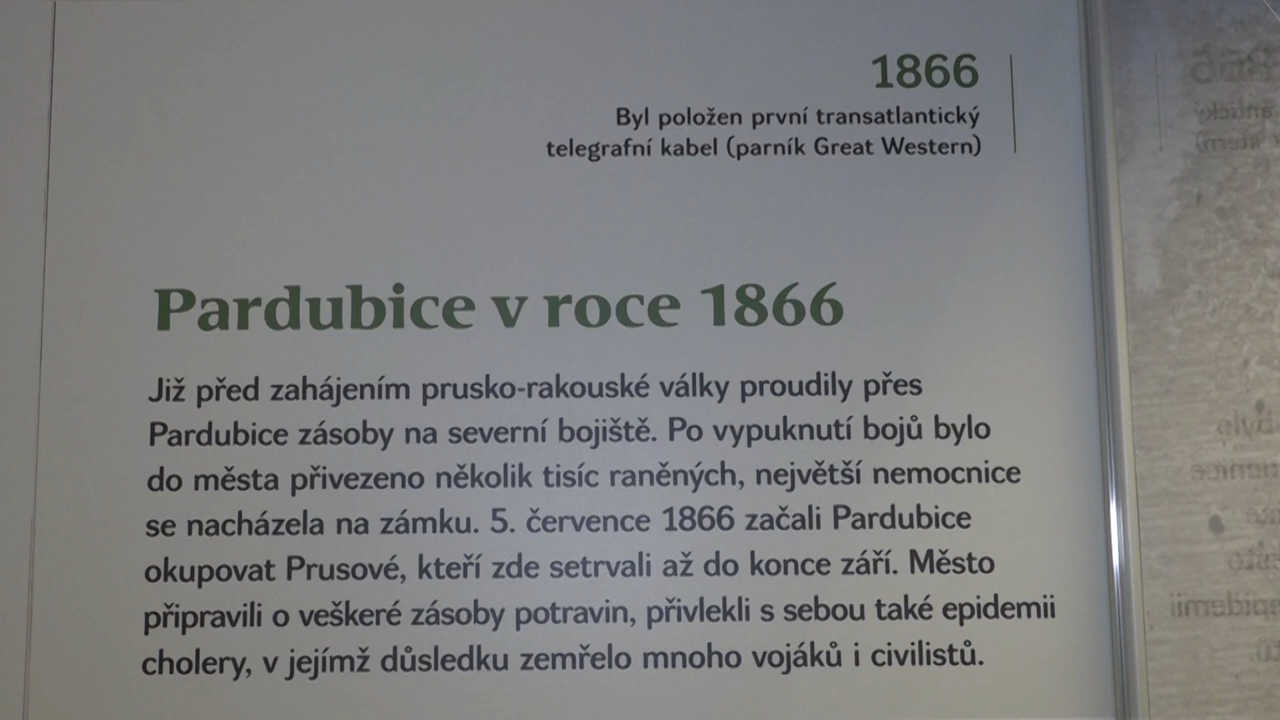 1866
Byl položen první transatlantický
telegrafní kabel (parník Great Western)
Pardubice v roce 1866
Již před zahájením prusko-rakouské války proudily přes
Pardubice zásoby na severní bojiště. Po vypuknutí bojů bylo
do města přivezeno několik tisíc raněných, největší nemocnice
se nacházela na zámku. 5. července 1866 začali Pardubice
okupovat Prusové, kteří zde setrvali až do konce září. Město
připravili o veškeré zásoby potravin, přivlekli s sebou také epidemii
cholery, v jejímž důsledku zemřelo mnoho vojáků i civilistů.